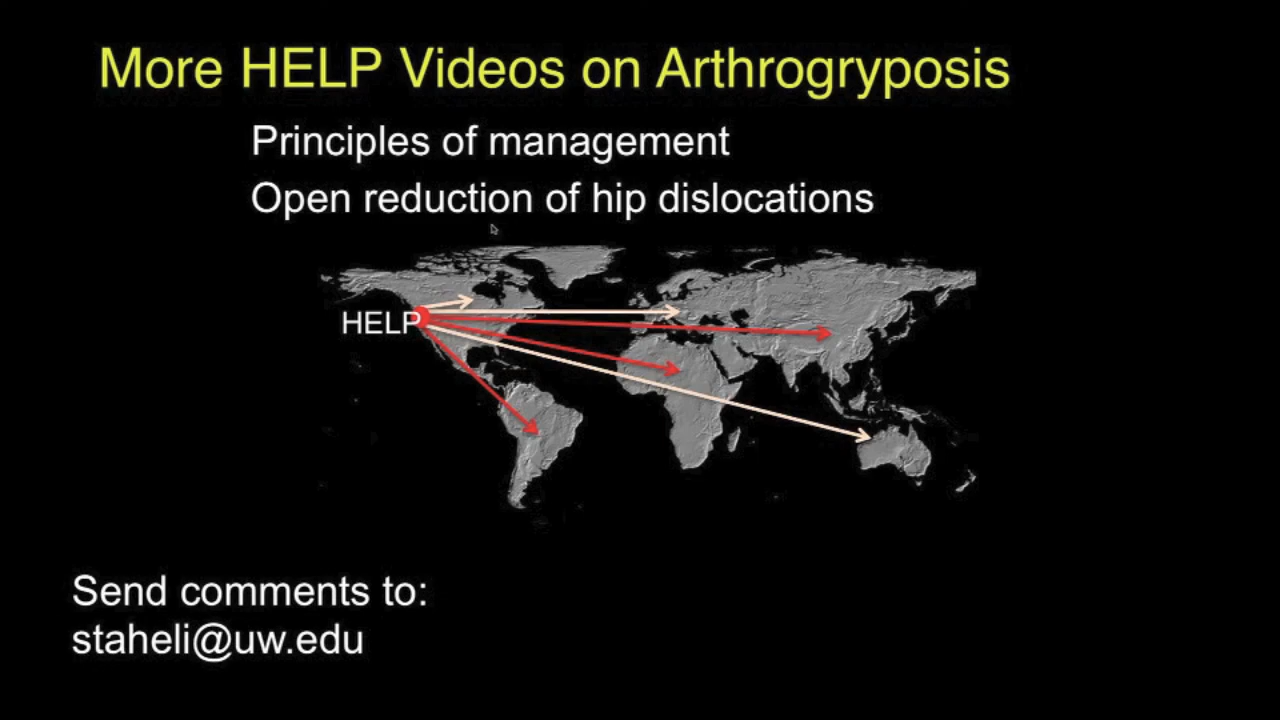 More HELP Videos on Arthrogryposis
Principles of management
Open reduction of hip dislocations
HELP
Send comments to:
staheli@uw.edu